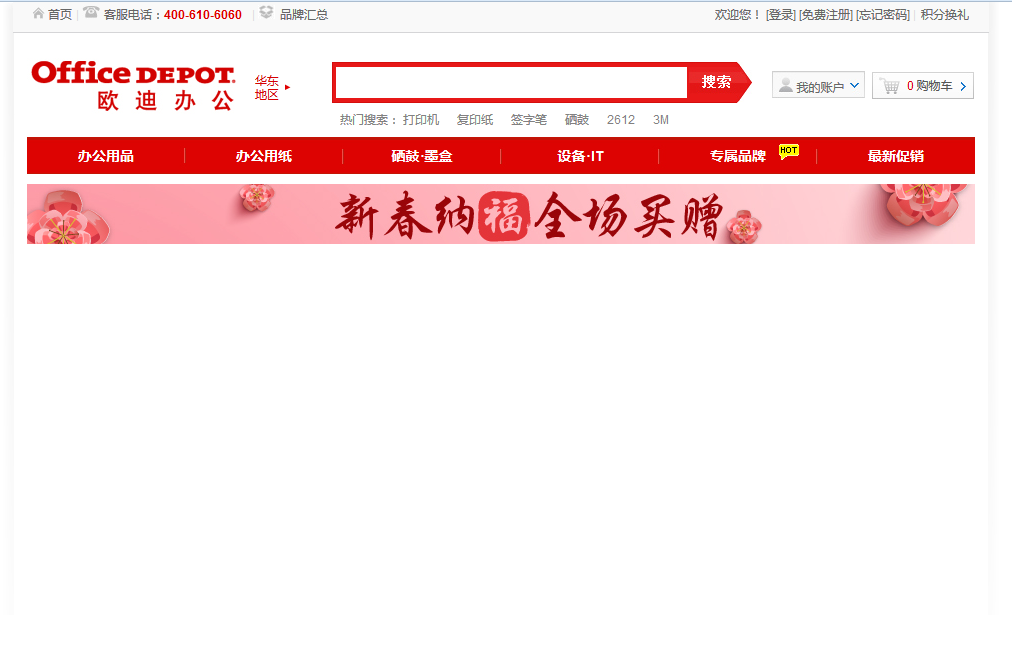 首页 客服电话：400-610-6060 品牌汇总 欢迎您！ [登录] [免费注册] [忘记密码] 积分换礼
Office DEPOT.
欧迪办公
华东
地区
搜索
我的账户
0 购物车
热门搜索： 打印机 复印纸 签字笔 硒鼓 2612 3M
办公用品 办公用纸 硒鼓·墨盒 设备·IT 专属品牌 HOT 最新促销
新春纳福全场买赠